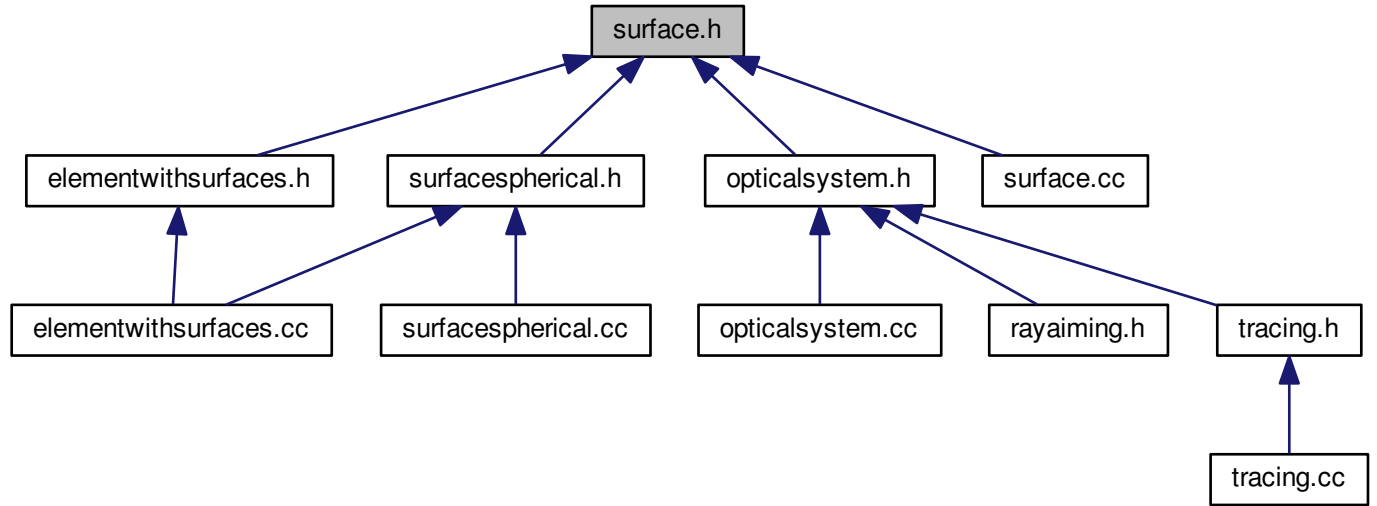 surface.h
elementwithsurfaces.h
surfacespherical.h
opticalsystem.h
surface.cc
elementwithsurfaces.cc
surfacespherical.cc
opticalsystem.cc
rayaiming.h
tracing.h
tracing.cc